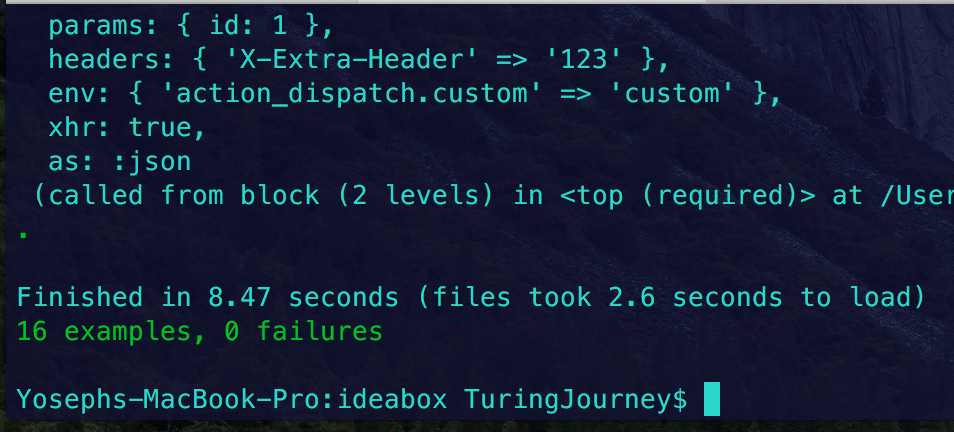 params: { id: 1 },
headers: { 'X-Extra-Header' => '123' },
env: { 'action_dispatch.custom' => 'custom' },
xhr: true,
as: :json
(called from block (2 levels) in <top (required)> at /User
.
Finished in 8.47 seconds (files took 2.6 seconds to load)
16 examples, 0 failures
Yosephs-MacBook-Pro:ideabox TuringJourney$